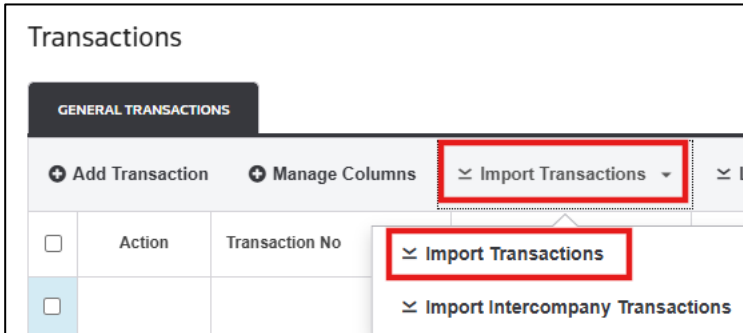 Transactions
GENERAL TRANSACTIONS
Add Transaction Manage Columns Import Transactions
Action Transaction No
Import Transactions
Import Intercompany Transactions